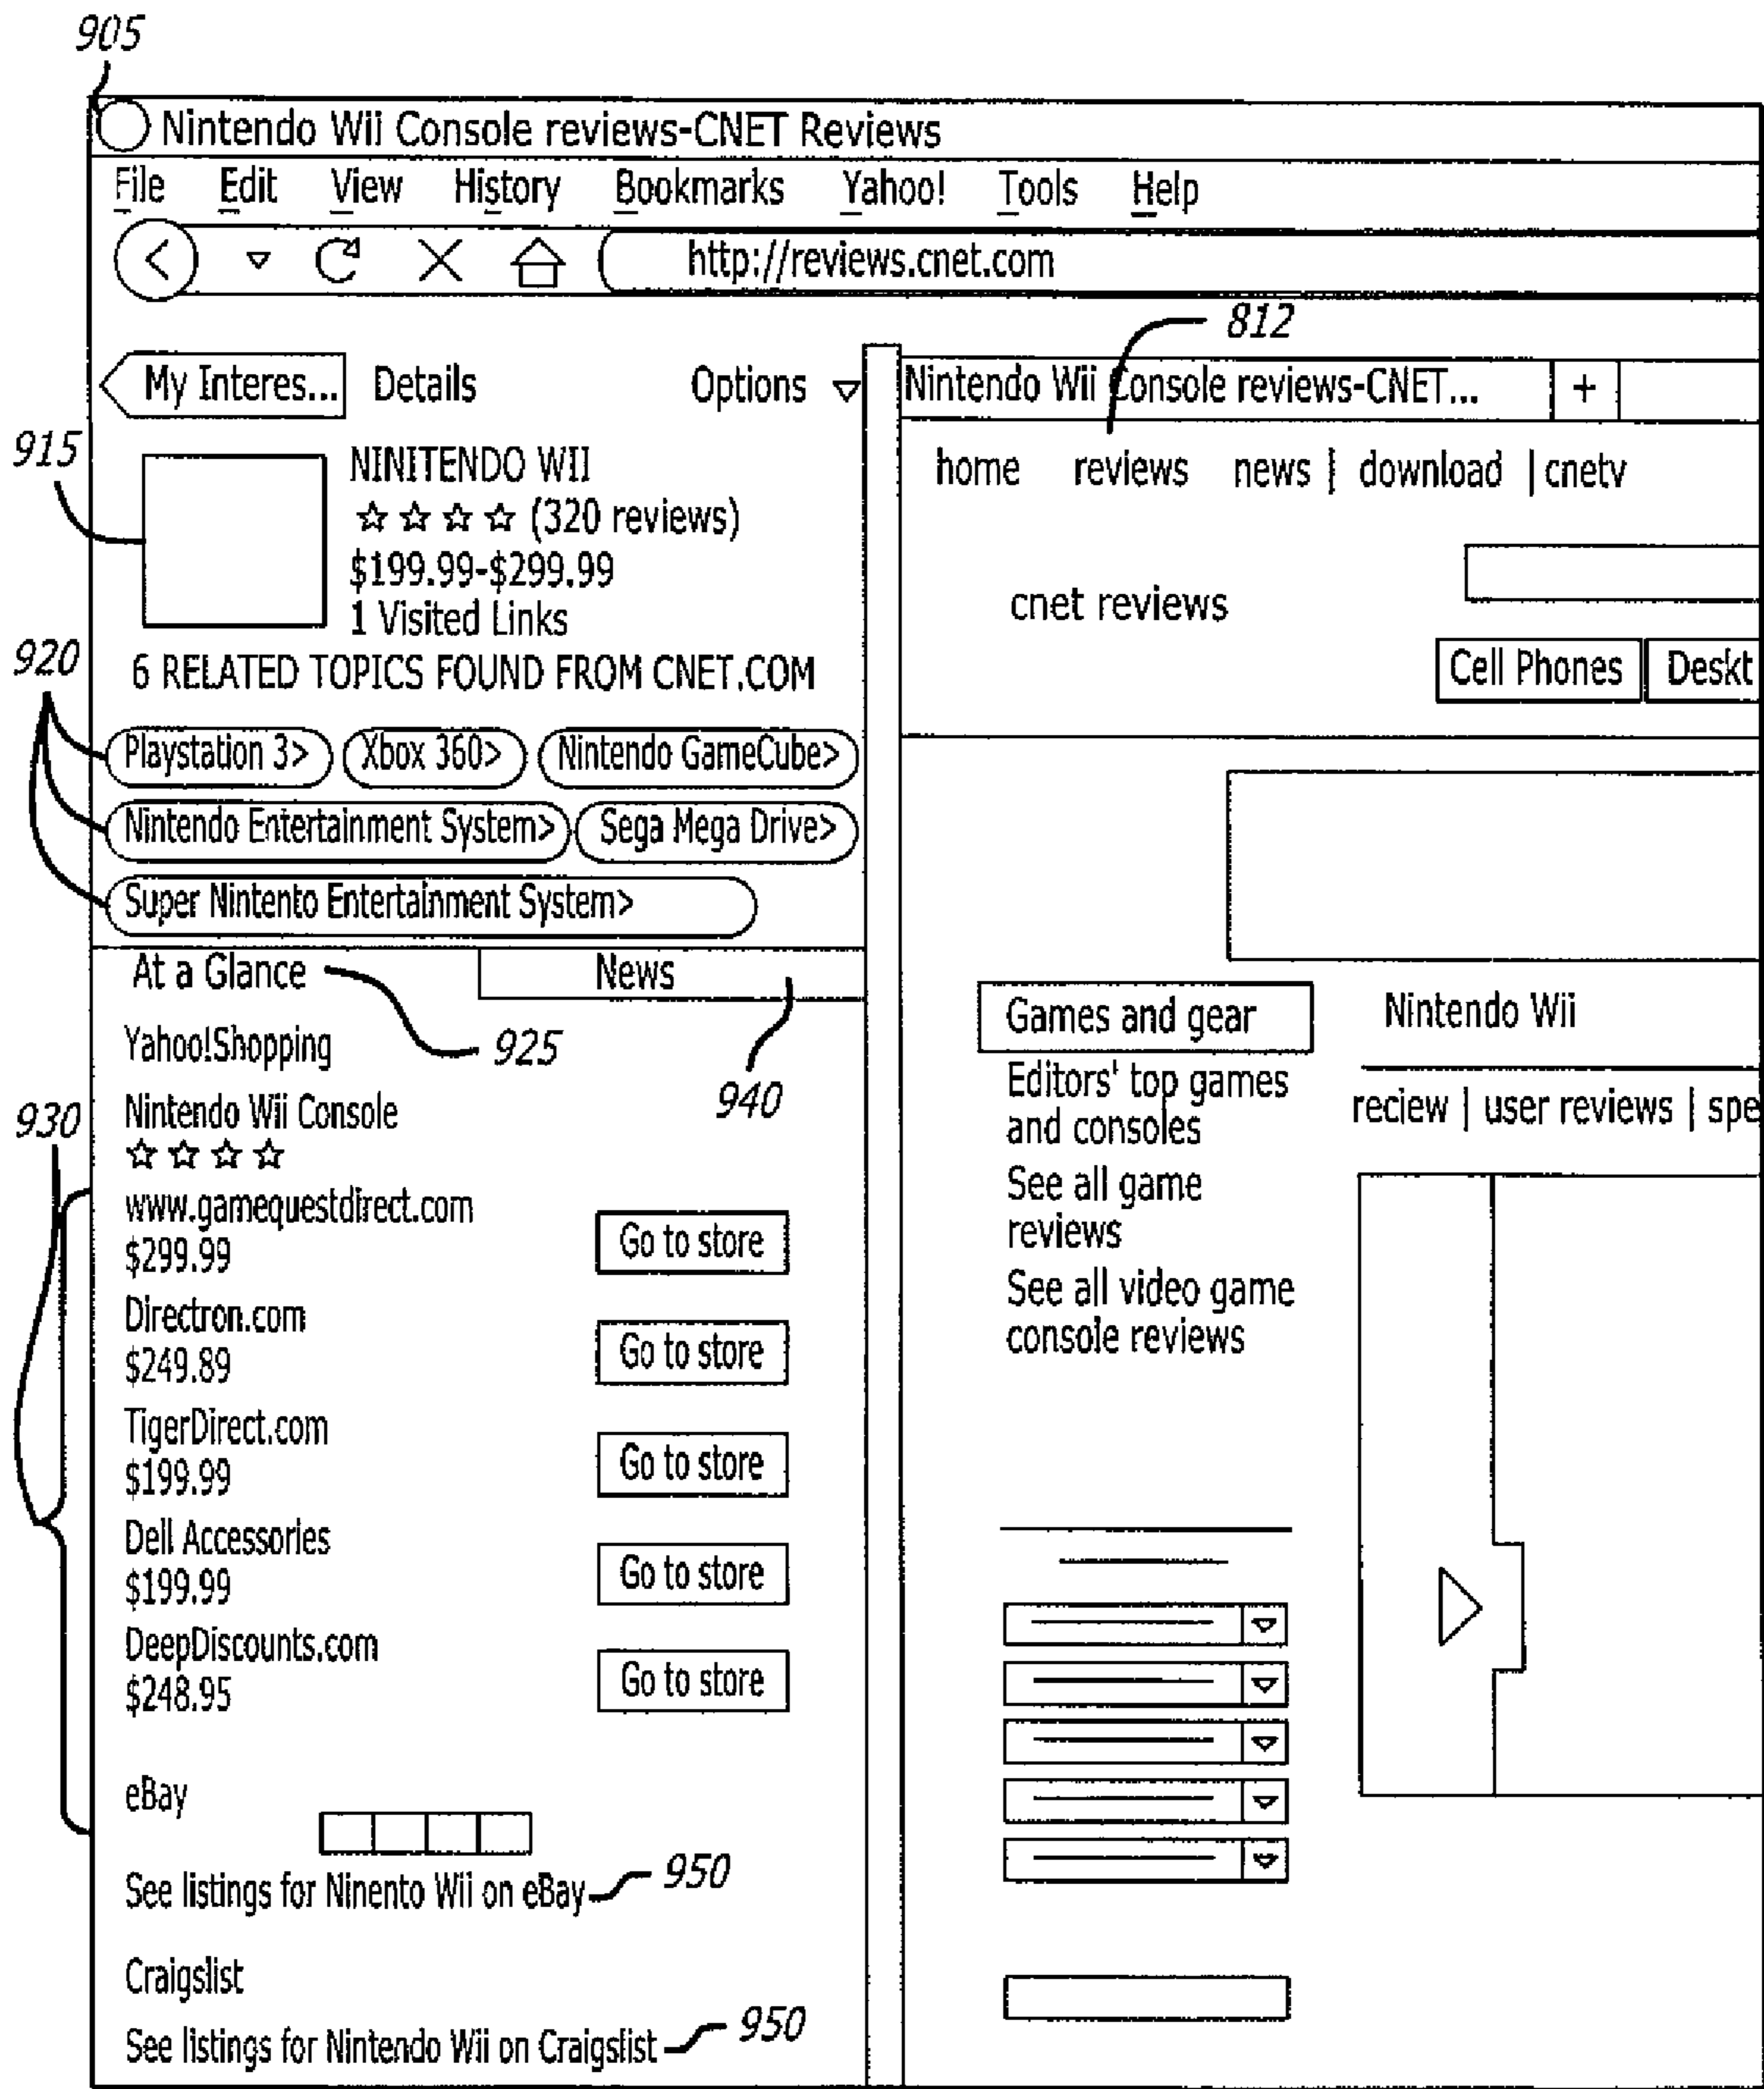 905
Nintendo Wii Console reviews-CNET Reviews
File Edit View History Bookmarks Yahoo! Tools Help
http://reviews.cnet.com
812
My Interes... Details Options
915
NINITENDO WII
(320 reviews)
$199.99-$299.99
1 Visited Links
920
6 RELATED TOPICS FOUND FROM CNET.COM
Playstation 3> Xbox 360> Nintendo GameCube>
Nintendo Entertainment System> Sega Mega Drive>
Super Nintento Entertainment System>
At a Glance News
925
940
Yahoo!Shopping
930
Nintendo Wii Console
www.gamequestdirect.com
$299.99 Go to store
Directron.com
$249.89 Go to store
TigerDirect.com
$199.99 Go to store
Dell Accessories
$199.99 Go to store
DeepDiscounts.com
$248.95 Go to store
eBay
See listings for Ninento Wii on eBay 950
Craigslist
See listings for Nintendo Wii on Craigslist 950
Nintendo Wii Console reviews-CNET... +
home reviews news | download | cnetv
cnet reviews
Cell Phones Deskt
Games and gear
Editors' top games
and consoles
See all game
reviews
See all video game
console reviews
Nintendo Wii
reciew | user reviews | spe